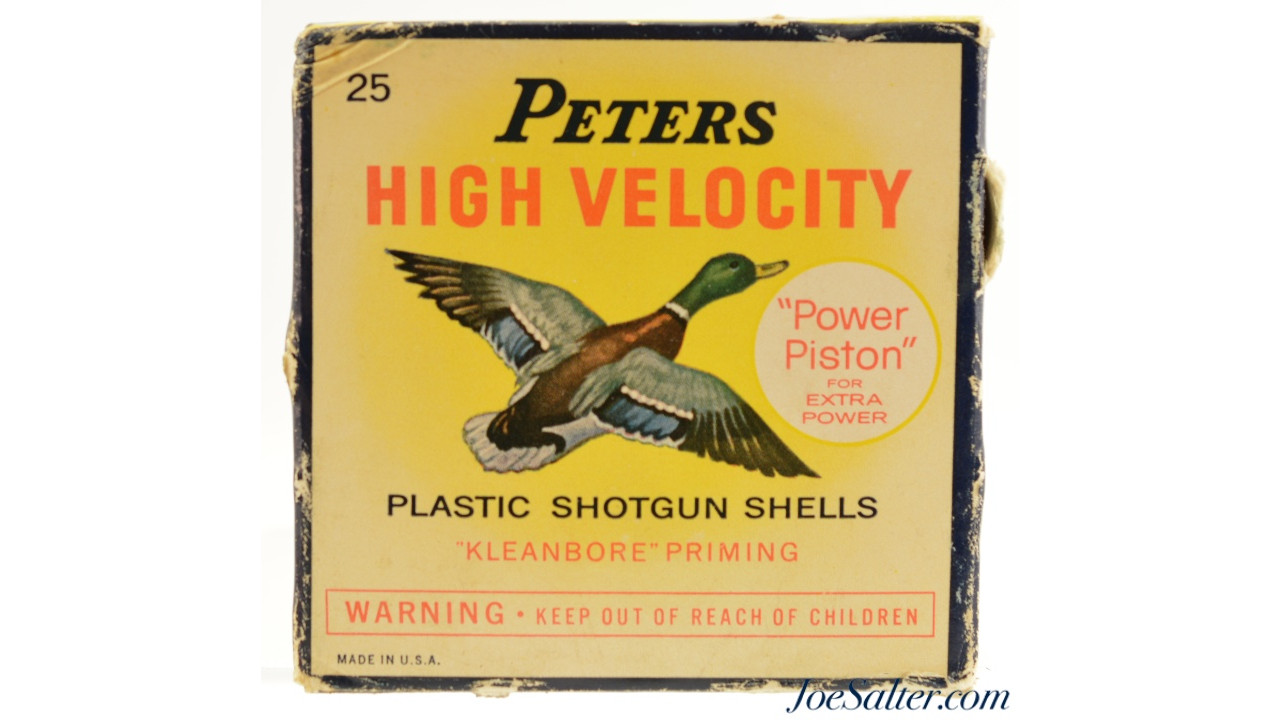 25
PETERS
HIGH VELOCITY
"Power
Piston"
FOR
EXTRA
POWER
PLASTIC SHOTGUN SHELLS
"KLEANBORE" PRIMING
WARNING • KEEP OUT OF REACH OF CHILDREN
MADE IN U.S.A.
JoeSalter.com